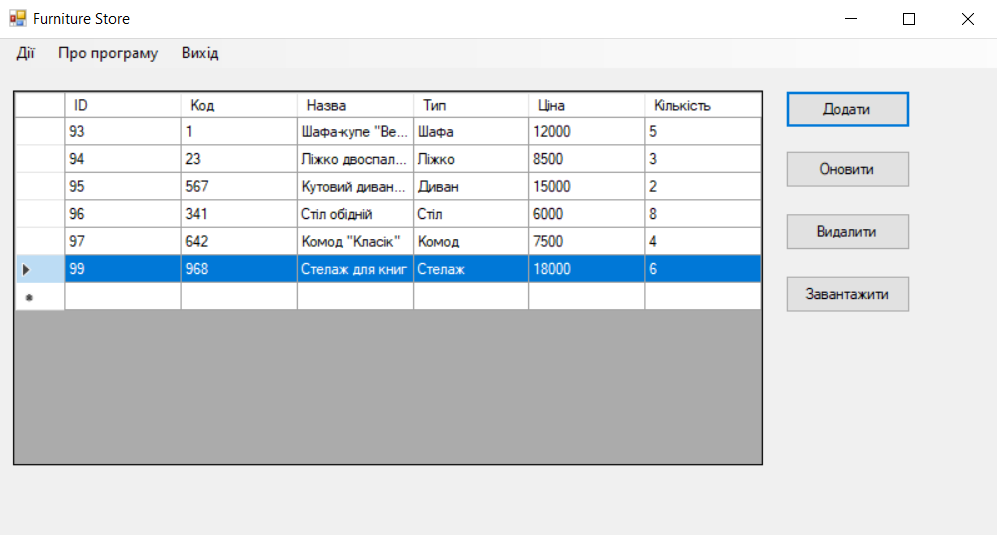 Furniture Store
Дії Про програму Вихід
ID Код Назва Тип Ціна Кількість
93 1 Шафа-купе "Ве... Шафа 12000 5
94 23 Ліжко двоспал... Ліжко 8500 3
95 567 Кутовий диван... Диван 15000 2
96 341 Стіл обідній Стіл 6000 8
97 642 Комод "Класік" Комод 7500 4
99 968 Стелаж для книг Стелаж 18000 6
Додати
Оновити
Видалити
Завантажити